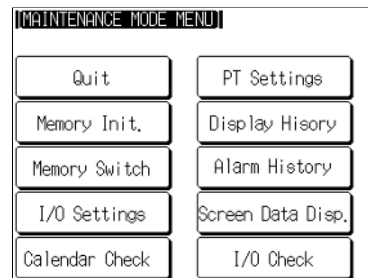 [MAINTENANCE MODE MENU]
Quit
PT Settings
Memory Init.
Display Hisory
Memory Switch
Alarm History
I/O Settings
Screen Data Disp.
Calendar Check
I/O Check